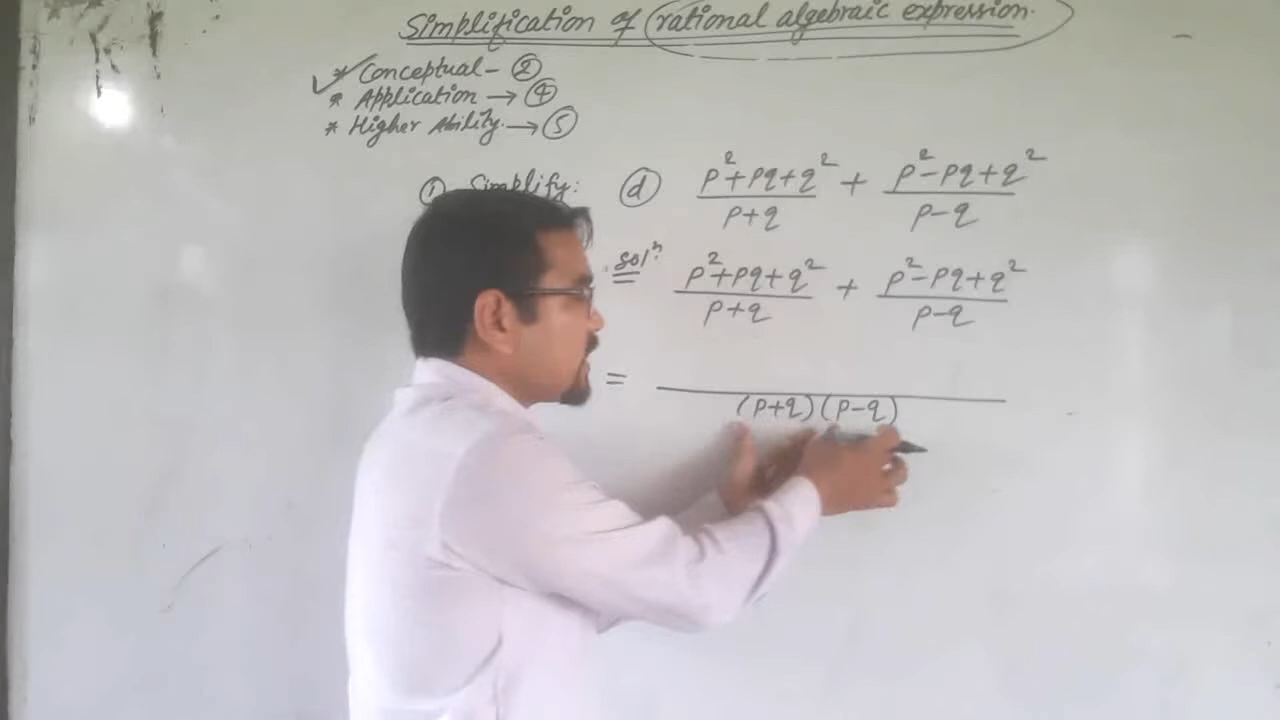 Simplification of rational algebraic expression.
* Conceptual - ②
* Application → ④
* Higher Ability. → ⑤
① Simplify: ⓓ (p²+pq+q²)/(p+q) + (p²-pq+q²)/(p-q)
solⁿ: (p²+pq+q²)/(p+q) + (p²-pq+q²)/(p-q)
= /((p+q)(p-q))